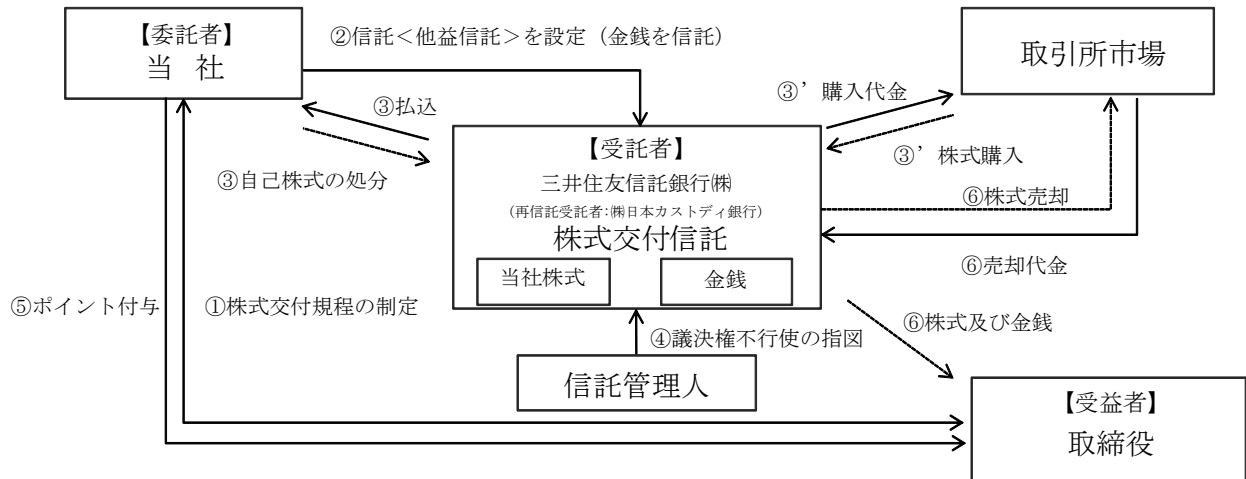 【委託者】
当 社
②信託＜他益信託＞を設定（金銭を信託）
取引所市場
③払込
③’購入代金
【受託者】
三井住友信託銀行㈱
(再信託受託者:㈱日本カストディ銀行)
株式交付信託
当社株式
金銭
③自己株式の処分
③’株式購入
⑥株式売却
⑥売却代金
⑤ポイント付与
①株式交付規程の制定
⑥株式及び金銭
④議決権不行使の指図
信託管理人
【受益者】
取締役